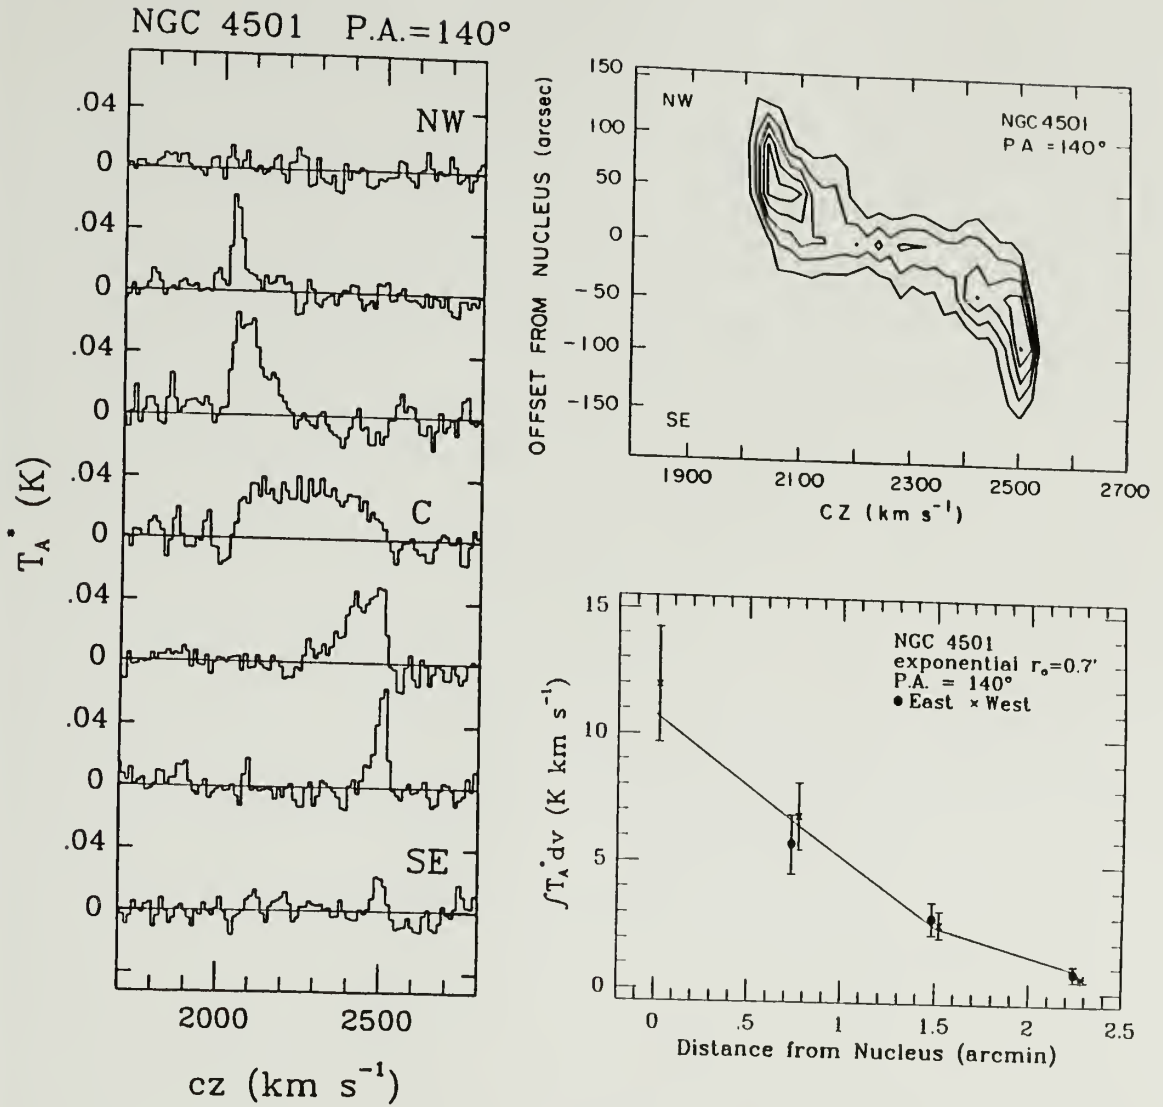 NGC 4501 P.A.=140°
.04
NW
0
.04
0
.04
0
.04
C
0
.04
0
.04
0
.04
SE
0
T_A^* (K)
2000 2500
cz (km s⁻¹)
150
100
50
0
-50
-100
-150
OFFSET FROM NUCLEUS (arcsec)
NW
NGC 4501
P A =140°
SE
1900 2100 2300 2500 2700
CZ (km s⁻¹)
15
10
5
0
∫T_A^*dv (K km s⁻¹)
NGC 4501
exponential r₀=0.7'
P.A. = 140°
● East × West
0 .5 1 1.5 2 2.5
Distance from Nucleus (arcmin)